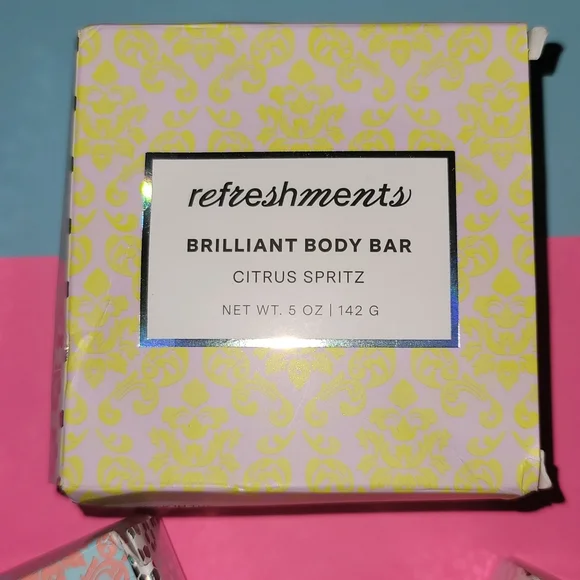 refreshments
BRILLIANT BODY BAR
CITRUS SPRITZ
NET WT. 5 OZ | 142 G